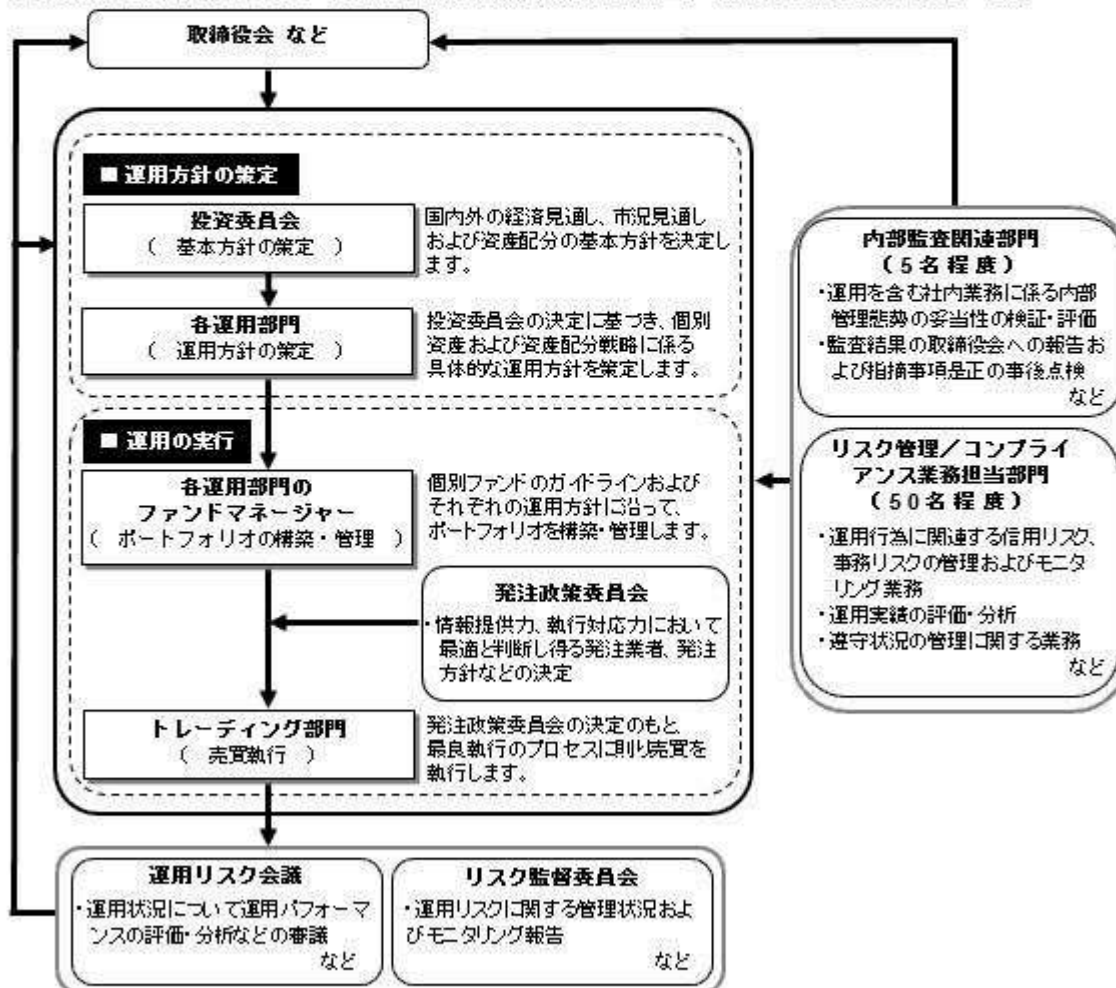 取締役会 など
■ 運用方針の策定
投資委員会
（ 基本方針の策定 ）
国内外の経済見通し、市況見通し
および資産配分の基本方針を決定し
ます。
各運用部門
（ 運用方針の策定 ）
投資委員会の決定に基づき、個別
資産および資産配分戦略に係る
具体的な運用方針を策定します。
■ 運用の実行
各運用部門の
ファンドマネージャー
（ ポートフォリオの構築・管理 ）
個別ファンドのガイドラインおよび
それぞれの運用方針に沿って、
ポートフォリオを構築・管理します。
発注政策委員会
・情報提供力、執行対応力において
最適と判断し得る発注業者、発注
方針などの決定
トレーディング部門
（ 売買執行 ）
発注政策委員会の決定のもと、
最良執行のプロセスに則り売買を
執行します。
内部監査関連部門
（５名程度）
・運用を含む社内業務に係る内部
管理態勢の妥当性の検証・評価
・監査結果の取締役会への報告お
よび指摘事項是正の事後点検
など
リスク管理／コンプライ
アンス業務担当部門
（５０名程度）
・運用行為に関連する信用リスク、
事務リスクの管理およびモニタ
リング業務
・運用実績の評価・分析
・遵守状況の管理に関する業務
など
運用リスク会議
・運用状況について運用パフォーマ
ンスの評価・分析などの審議
など
リスク監督委員会
・運用リスクに関する管理状況およ
びモニタリング報告
など